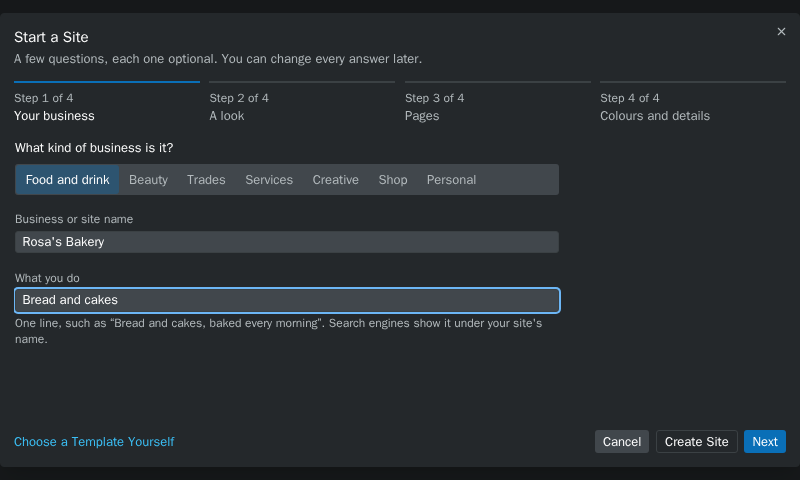 Start a Site
A few questions, each one optional. You can change every answer later.
Step 1 of 4
Your business
Step 2 of 4
A look
Step 3 of 4
Pages
Step 4 of 4
Colours and details
What kind of business is it?
Food and drink Beauty Trades Services Creative Shop Personal
Business or site name
Rosa's Bakery
What you do
Bread and cakes
One line, such as “Bread and cakes, baked every morning”. Search engines show it under your site's
name.
Choose a Template Yourself
Cancel Create Site Next